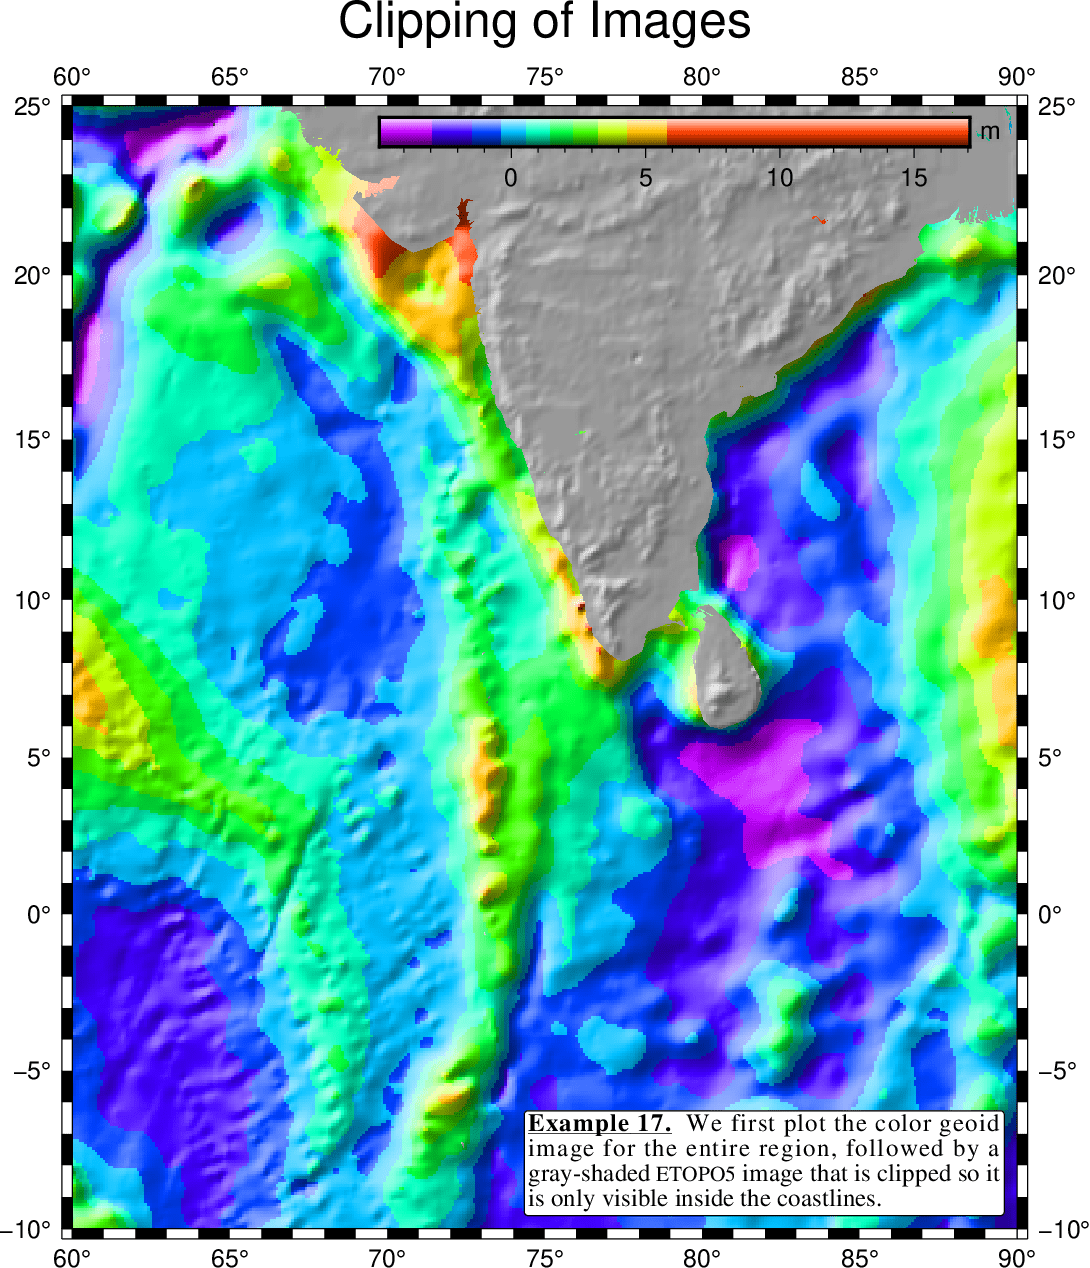 Clipping of Images
60° 65° 70° 75° 80° 85° 90°
25° 25°
m
0 5 10 15
20° 20°
15° 15°
10° 10°
5° 5°
0° 0°
−5° −5°
Example 17. We first plot the color geoid
image for the entire region, followed by a
gray-shaded ETOPO5 image that is clipped so it
is only visible inside the coastlines.
−10° −10°
60° 65° 70° 75° 80° 85° 90°